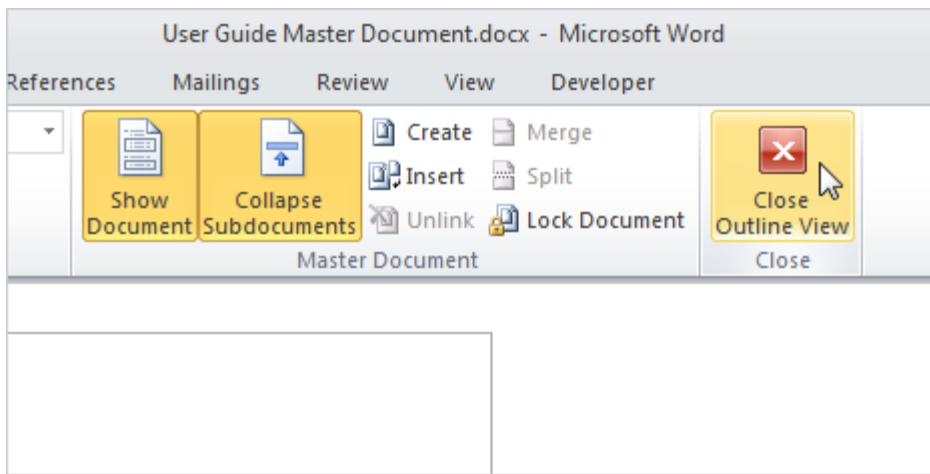 User Guide Master Document.docx - Microsoft Word
References Mailings Review View Developer
Show Document
Collapse Subdocuments
Create
Insert
Unlink
Merge
Split
Lock Document
Close Outline View
Master Document
Close